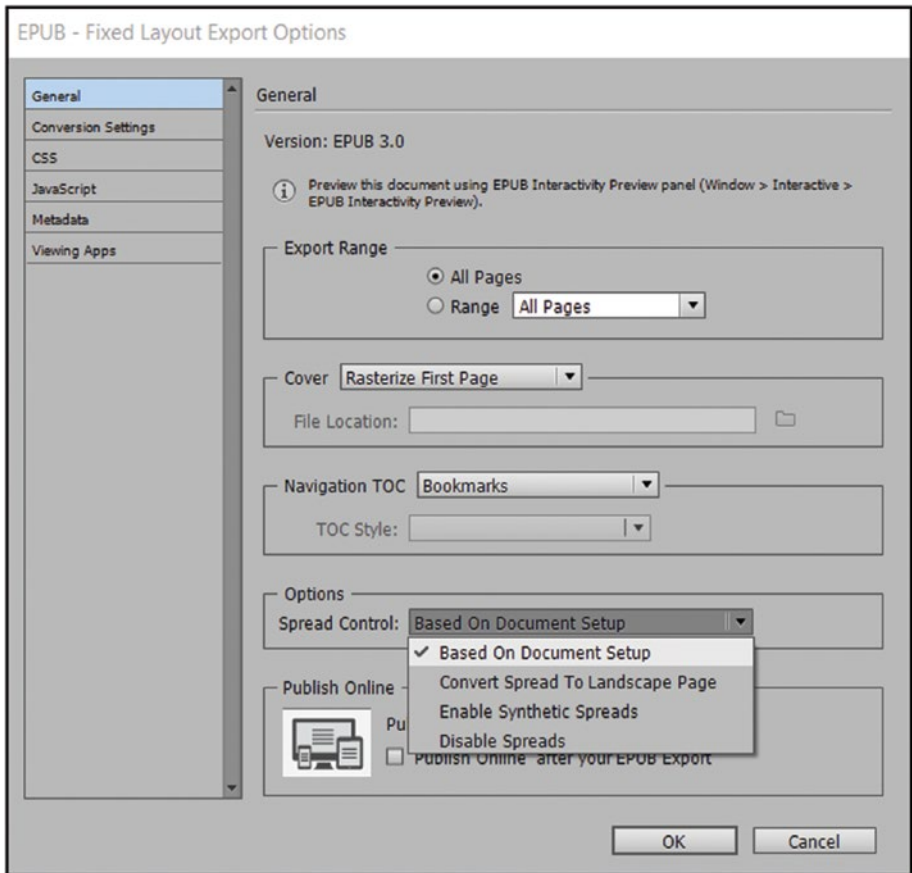 EPUB - Fixed Layout Export Options
General
Conversion Settings
CSS
JavaScript
Metadata
Viewing Apps
General
Version: EPUB 3.0
Preview this document using EPUB Interactivity Preview panel (Window > Interactive >
EPUB Interactivity Preview).
Export Range
All Pages
Range All Pages
Cover Rasterize First Page
File Location:
Navigation TOC Bookmarks
TOC Style:
Options
Spread Control: Based On Document Setup
Based On Document Setup
Convert Spread To Landscape Page
Enable Synthetic Spreads
Disable Spreads
Publish Online
Pu
Publish Online after your EPUB Export
OK Cancel